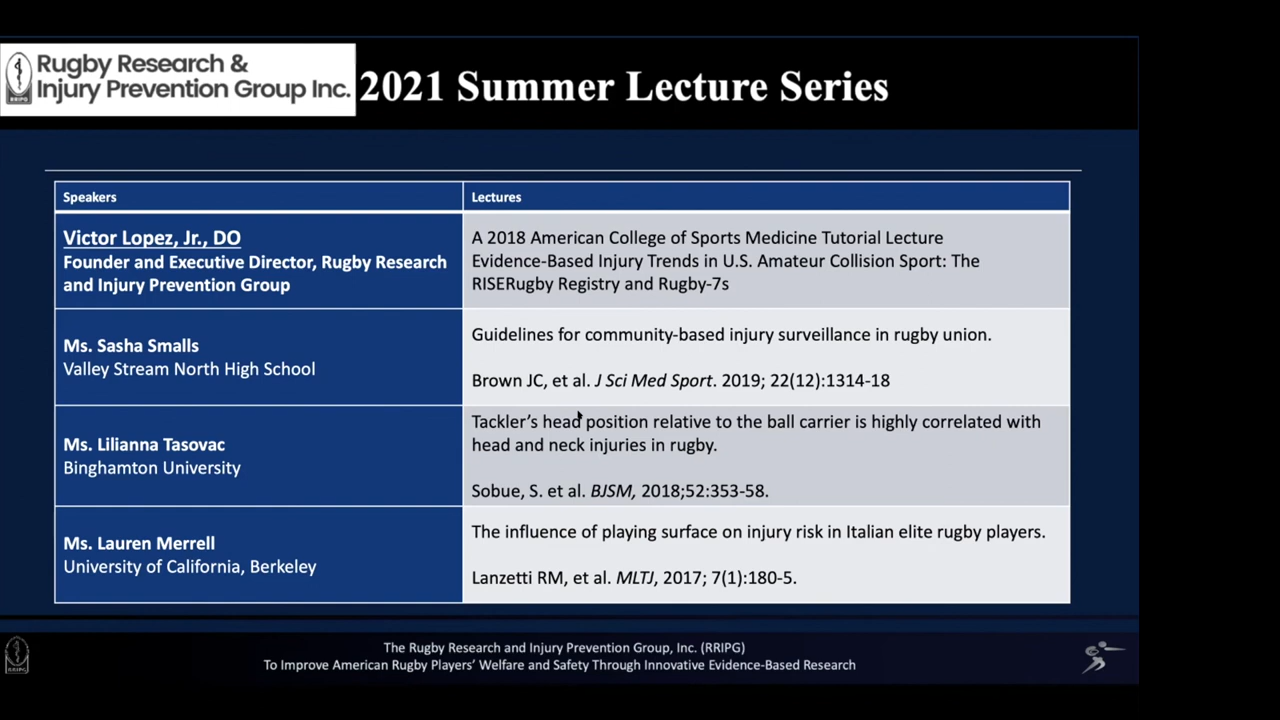 Rugby Research &
Injury Prevention Group Inc.
RRIPG
2021 Summer Lecture Series
Speakers
Lectures
Victor Lopez, Jr., DO
Founder and Executive Director, Rugby Research
and Injury Prevention Group
A 2018 American College of Sports Medicine Tutorial Lecture
Evidence-Based Injury Trends in U.S. Amateur Collision Sport: The
RISERugby Registry and Rugby-7s
Ms. Sasha Smalls
Valley Stream North High School
Guidelines for community-based injury surveillance in rugby union.
Brown JC, et al. J Sci Med Sport. 2019; 22(12):1314-18
Ms. Lilianna Tasovac
Binghamton University
Tackler's head position relative to the ball carrier is highly correlated with
head and neck injuries in rugby.
Sobue, S. et al. BJSM, 2018;52:353-58.
Ms. Lauren Merrell
University of California, Berkeley
The influence of playing surface on injury risk in Italian elite rugby players.
Lanzetti RM, et al. MLTJ, 2017; 7(1):180-5.
The Rugby Research and Injury Prevention Group, Inc. (RRIPG)
To Improve American Rugby Players' Welfare and Safety Through Innovative Evidence-Based Research
RRIPG